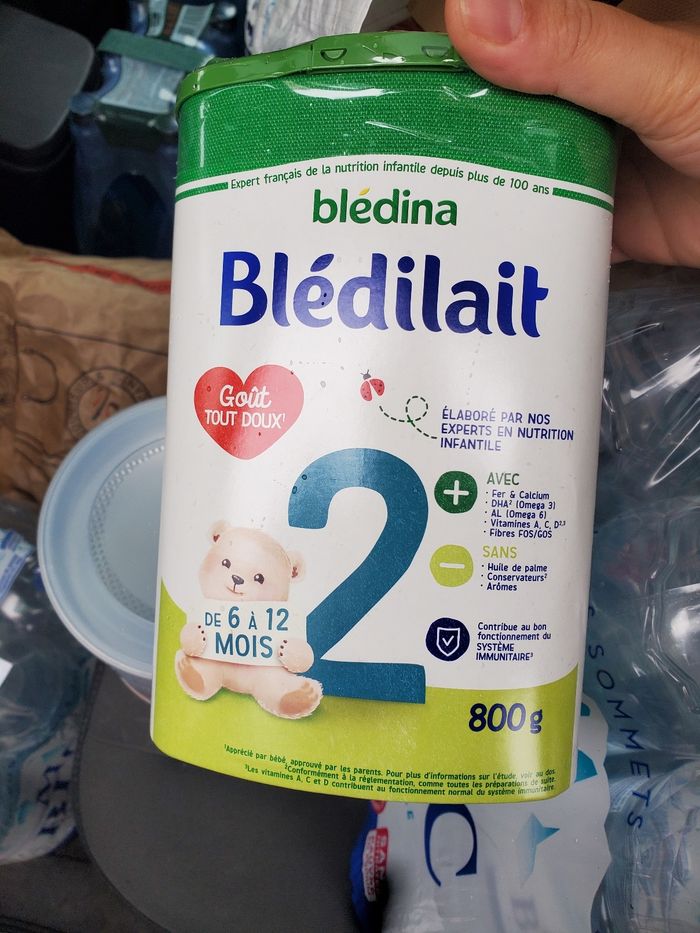 Expert français de la nutrition infantile depuis plus de 100 ans
blédina
Blédilait
Goût
TOUT DOUX¹
ÉLABORÉ PAR NOS
EXPERTS EN NUTRITION
INFANTILE
2
AVEC
· Fer & Calcium
· DHA² (Omega 3)
· AL (Omega 6)
· Vitamines A, C, D²,³
· Fibres FOS/GOS
SANS
· Huile de palme
· Conservateurs²
· Arômes
DE 6 À 12
MOIS
Contribue au bon
fonctionnement du
SYSTÈME
IMMUNITAIRE³
800 g
¹Apprécié par bébé, approuvé par les parents. Pour plus d'informations sur l'étude, voir au dos.
²Conformément à la réglementation, comme toutes les préparations de suite.
³Les vitamines A, C et D contribuent au fonctionnement normal du système immunitaire.
SOMMETS
C